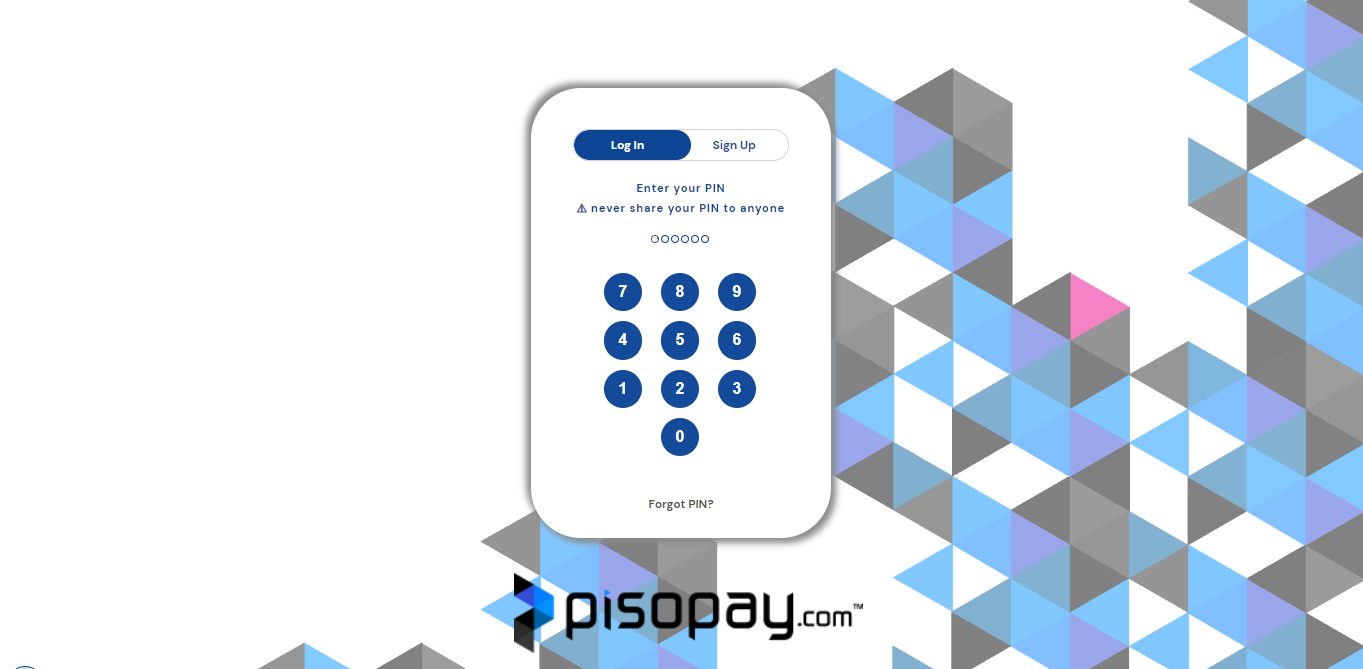 Log In Sign Up
Enter your PIN
⚠ never share your PIN to anyone
7 8 9
4 5 6
1 2 3
0
Forgot PIN?
pisopay.com™